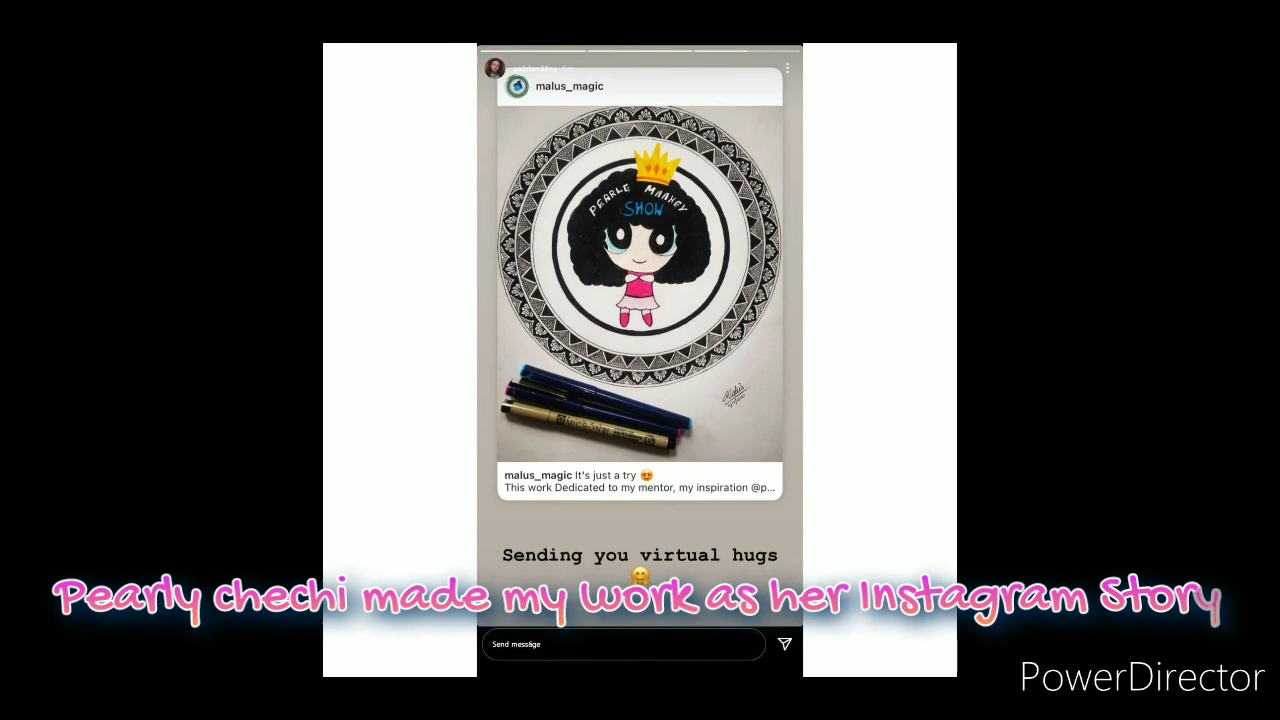 malus_magic
PEARLE MAANEY
SHOW
MICRON
malus_magic It's just a try 😍
This work Dedicated to my mentor, my inspiration @p...
Sending you virtual hugs
🤗
Pearly chechi made my work as her Instagram Story
Send message
PowerDirector